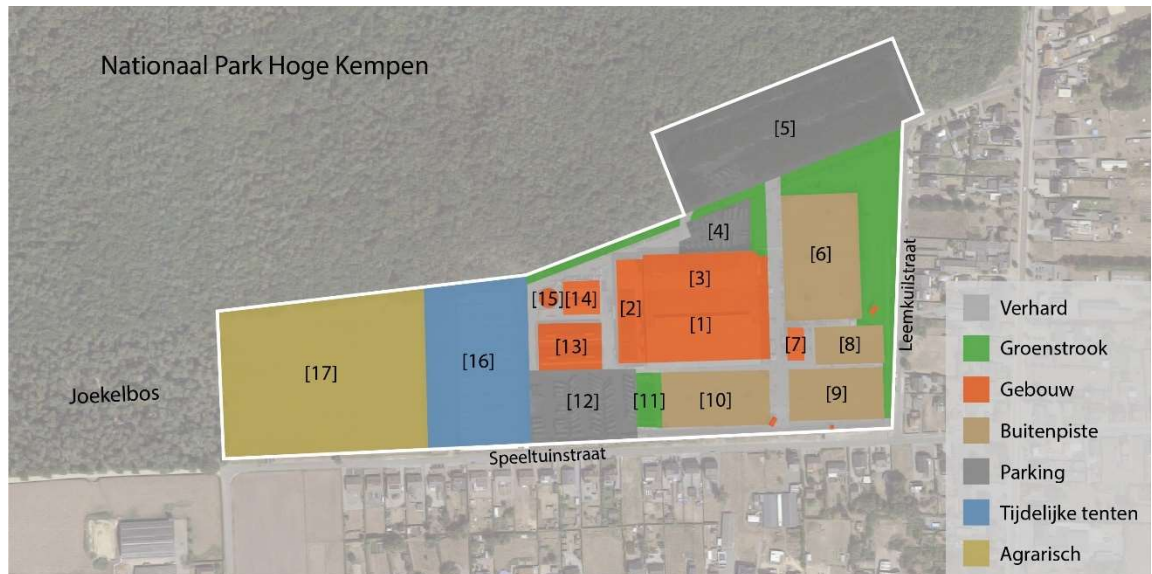 Nationaal Park Hoge Kempen
[5]
[4]
[6]
[3]
[15] [14]
[2]
[1]
[13]
[7]
[8]
[16]
[17]
[12]
[11]
[10]
[9]
Joekelbos
Speeltuinstraat
Leemkuilstraat
Verhard
Groenstrook
Gebouw
Buitenpiste
Parking
Tijdelijke tenten
Agrarisch